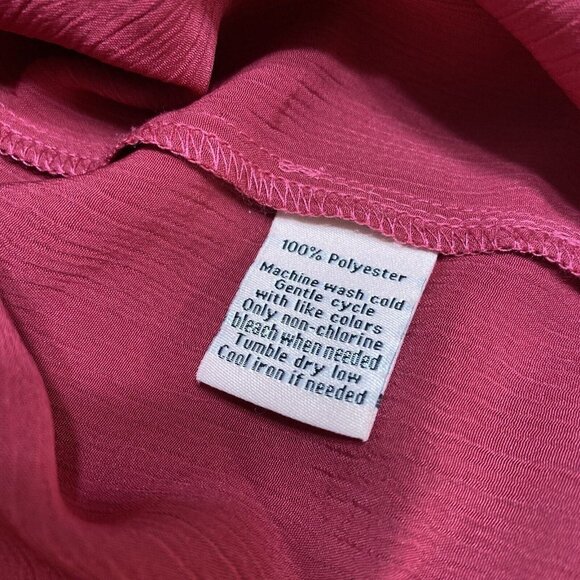 100% Polyester
Machine wash cold
Gentle cycle
with like colors
Only non-chlorine
bleach when needed
Tumble dry low
Cool iron if needed